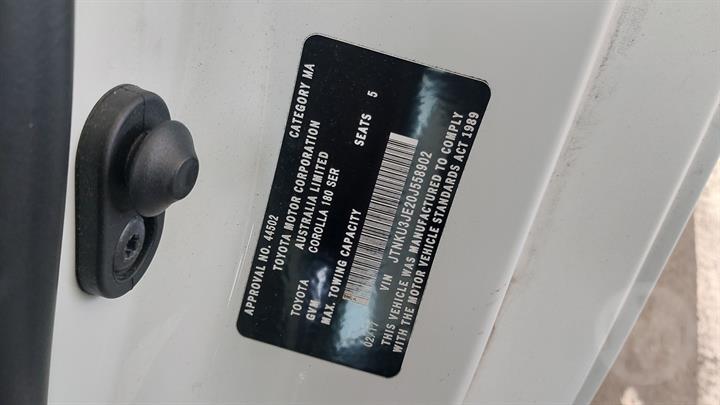 APPROVAL NO. 44502 CATEGORY MA
TOYOTA MOTOR CORPORATION
AUSTRALIA LIMITED
TOYOTA COROLLA 180 SER
GVM SEATS 5
MAX. TOWING CAPACITY
02/17 VIN JTNKU3JE20J558902
THIS VEHICLE WAS MANUFACTURED TO COMPLY
WITH THE MOTOR VEHICLE STANDARDS ACT 1989